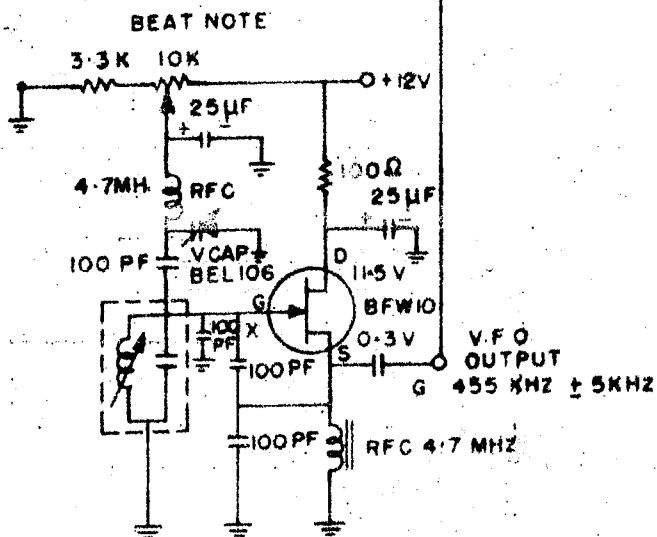 BEAT NOTE
3.3K 10K
+12V
25µF
+ -
100Ω
4.7MH. RFC
25µF
+ -
100 PF
VCAP
BEL106
D
11.5V
G
BFW10
100
PF
X
0.3V
S
100PF
V.F.O
OUTPUT
G 455 KHZ ± 5KHZ
100PF
RFC 4.7 MHZ